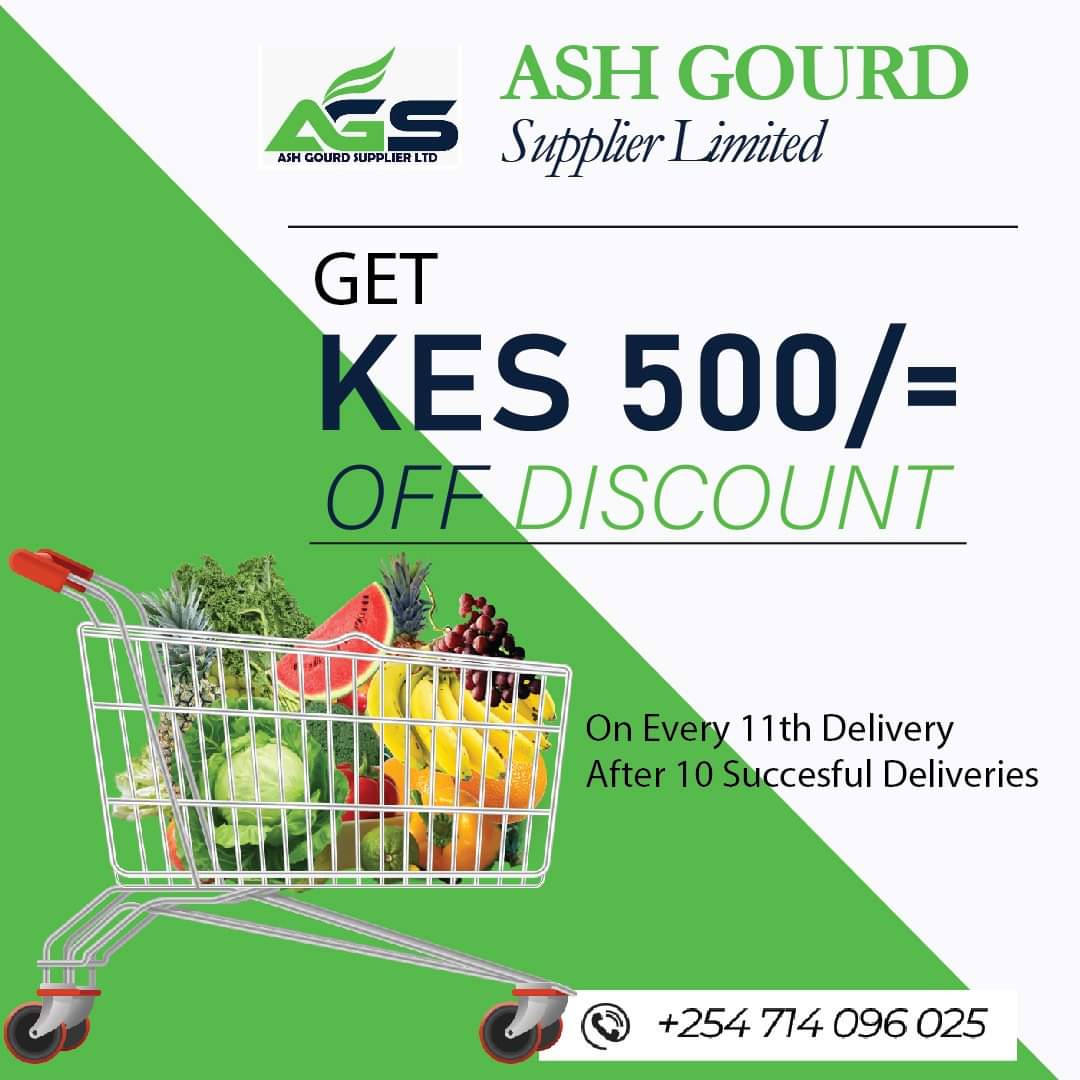 AGS
ASH GOURD SUPPLIER LTD
ASH GOURD
Supplier Limited
GET
KES 500/=
OFF DISCOUNT
On Every 11th Delivery
After 10 Succesful Deliveries
+254 714 096 025